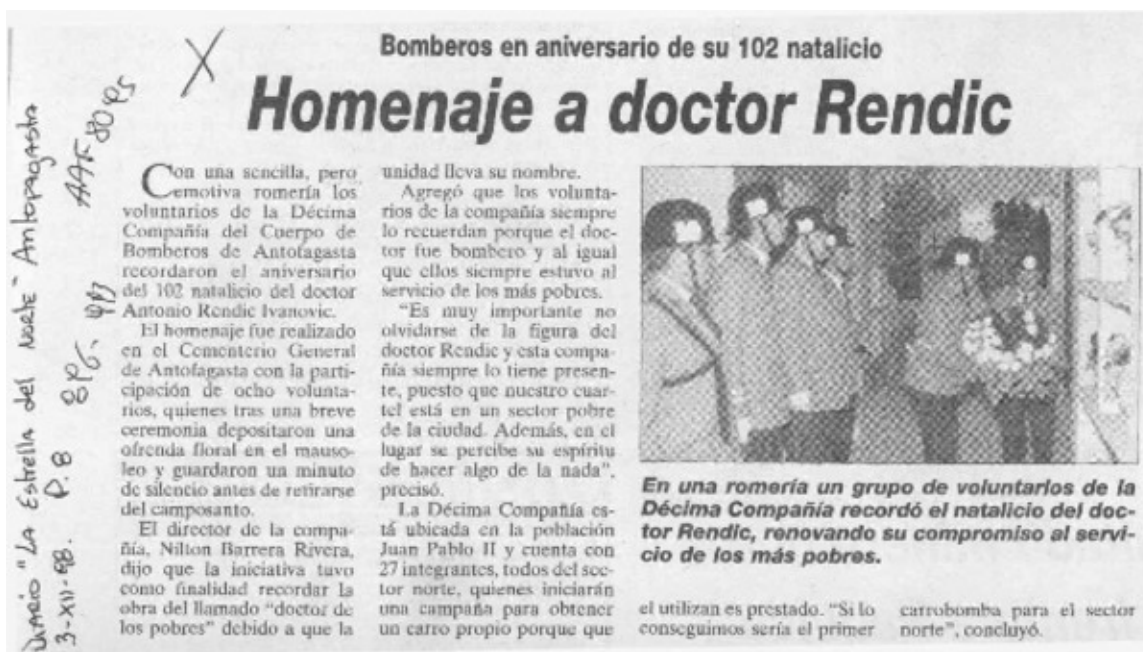 Bomberos en aniversario de su 102 natalicio
Homenaje a doctor Rendic
Con una sencilla, pero
emotiva romería los
voluntarios de la Décima
Compañía del Cuerpo de
Bomberos de Antofagasta
recordaron el aniversario
del 102 natalicio del doctor
Antonio Rendic Ivanovic.
El homenaje fue realizado
en el Cementerio General
de Antofagasta con la parti-
cipación de ocho volunta-
rios, quienes tras una breve
ceremonia depositaron una
ofrenda floral en el mauso-
leo y guardaron un minuto
de silencio antes de retirarse
del camposanto.
El director de la compa-
ñía, Nilton Barrera Rivera,
dijo que la iniciativa tuvo
como finalidad recordar la
obra del llamado "doctor de
los pobres" debido a que la
unidad lleva su nombre.
Agregó que los volunta-
rios de la compañía siempre
lo recuerdan porque el doc-
tor fue bombero y al igual
que ellos siempre estuvo al
servicio de los más pobres.
"Es muy importante no
olvidarse de la figura del
doctor Rendic y esta compa-
ñía siempre lo tiene presen-
te, puesto que nuestro cuar-
tel está en un sector pobre
de la ciudad. Además, en el
lugar se percibe su espíritu
de hacer algo de la nada",
precisó.
La Décima Compañía es-
tá ubicada en la población
Juan Pablo II y cuenta con
27 integrantes, todos del sec-
tor norte, quienes iniciarán
una campaña para obtener
un carro propio porque que
el utilizan es prestado. "Si lo
conseguimos sería el primer
carrobomba para el sector
norte", concluyó.
En una romería un grupo de voluntarios de la
Décima Compañía recordó el natalicio del doc-
tor Rendic, renovando su compromiso al servi-
cio de los más pobres.
Diario "La Estrella del Norte" Antofagasta
3-XII-98. P. 8